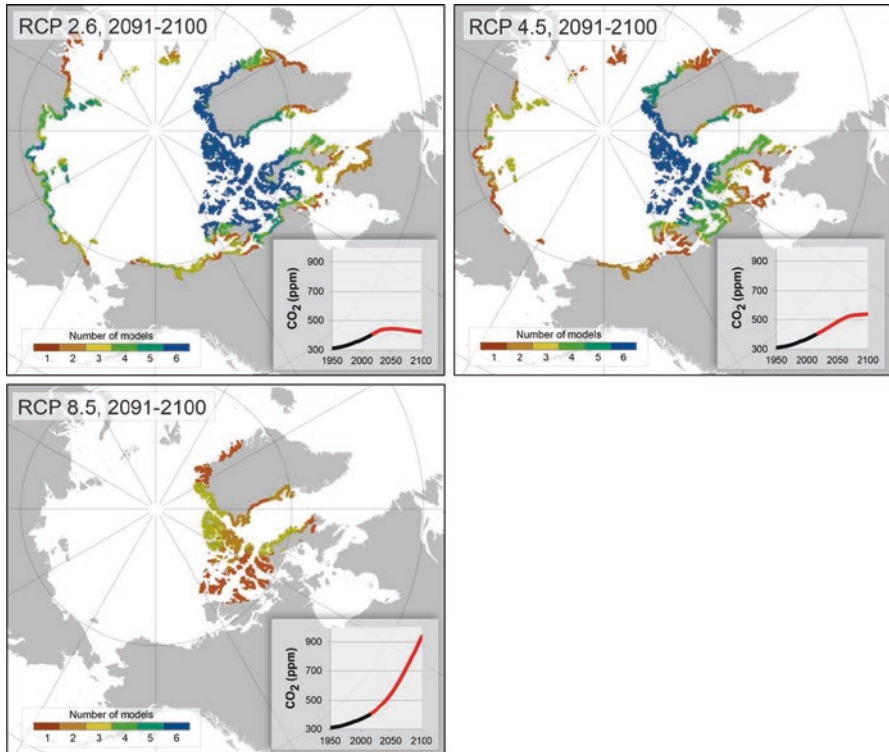 RCP 2.6, 2091-2100
Number of models
1 2 3 4 5 6
CO2 (ppm)
900
700
500
300
1950 2000 2050 2100
RCP 4.5, 2091-2100
Number of models
1 2 3 4 5 6
CO2 (ppm)
900
700
500
300
1950 2000 2050 2100
RCP 8.5, 2091-2100
Number of models
1 2 3 4 5 6
CO2 (ppm)
900
700
500
300
1950 2000 2050 2100